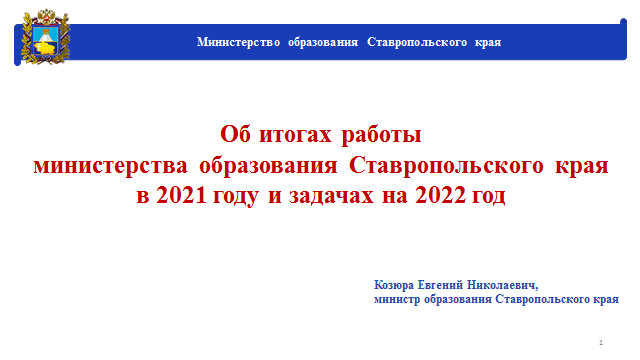 Министерство образования Ставропольского края
Об итогах работы
министерства образования Ставропольского края
в 2021 году и задачах на 2022 год
Козюра Евгений Николаевич,
министр образования Ставропольского края
1